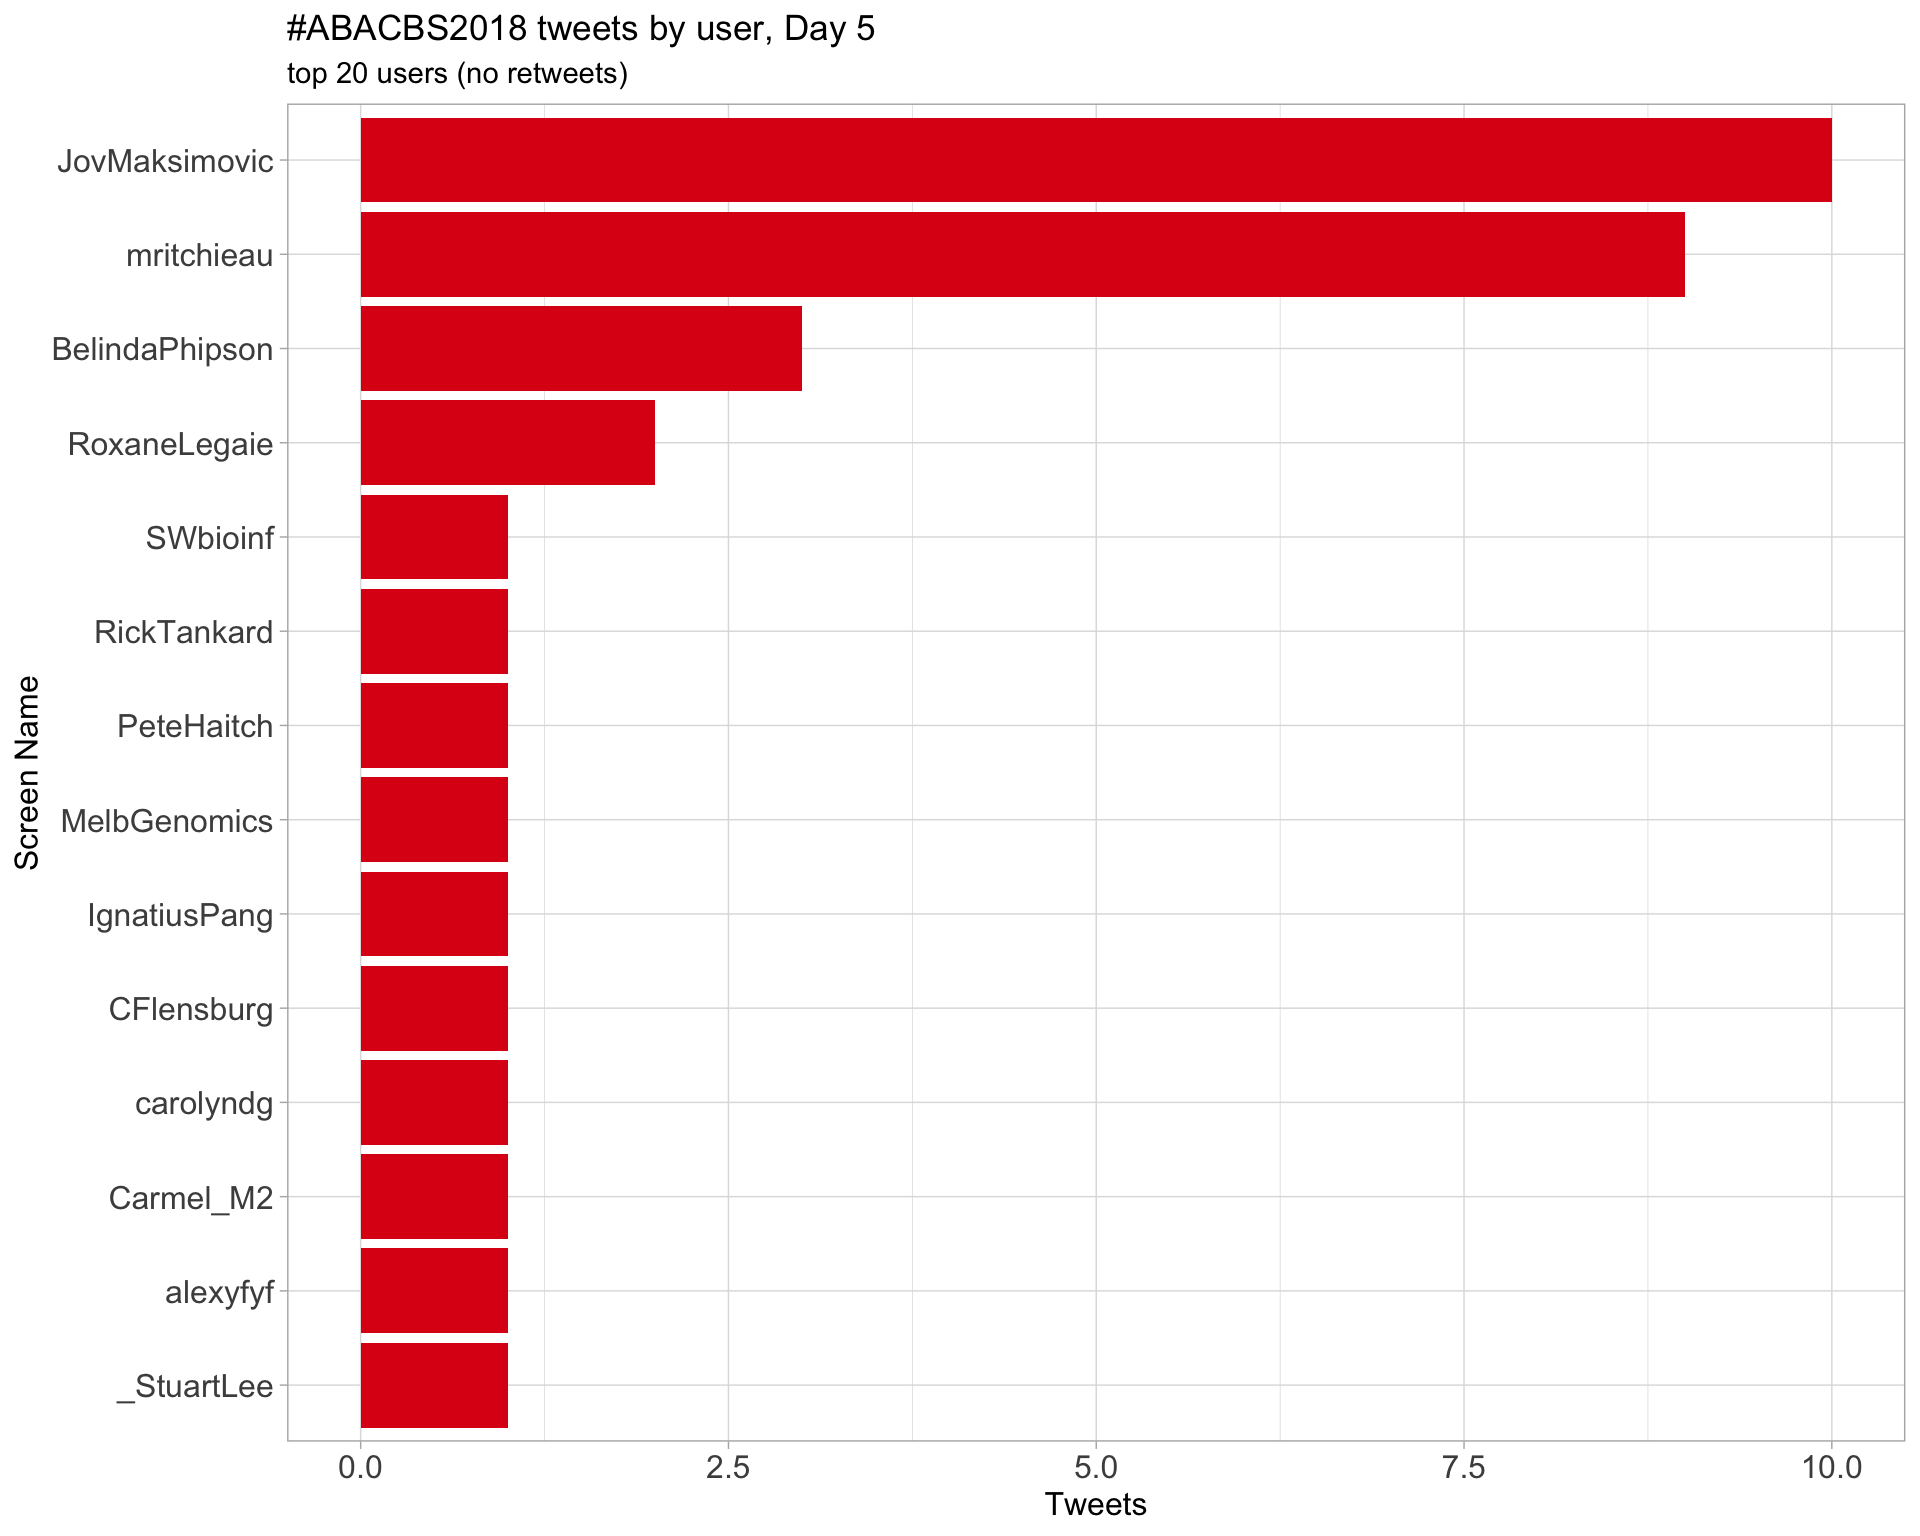 #ABACBS2018 tweets by user, Day 5
top 20 users (no retweets)
JovMaksimovic
mritchieau
BelindaPhipson
RoxaneLegaie
SWbioinf
RickTankard
PeteHaitch
MelbGenomics
IgnatiusPang
CFlensburg
carolyndg
Carmel_M2
alexyfyf
_StuartLee
Screen Name
0.0 2.5 5.0 7.5 10.0
Tweets